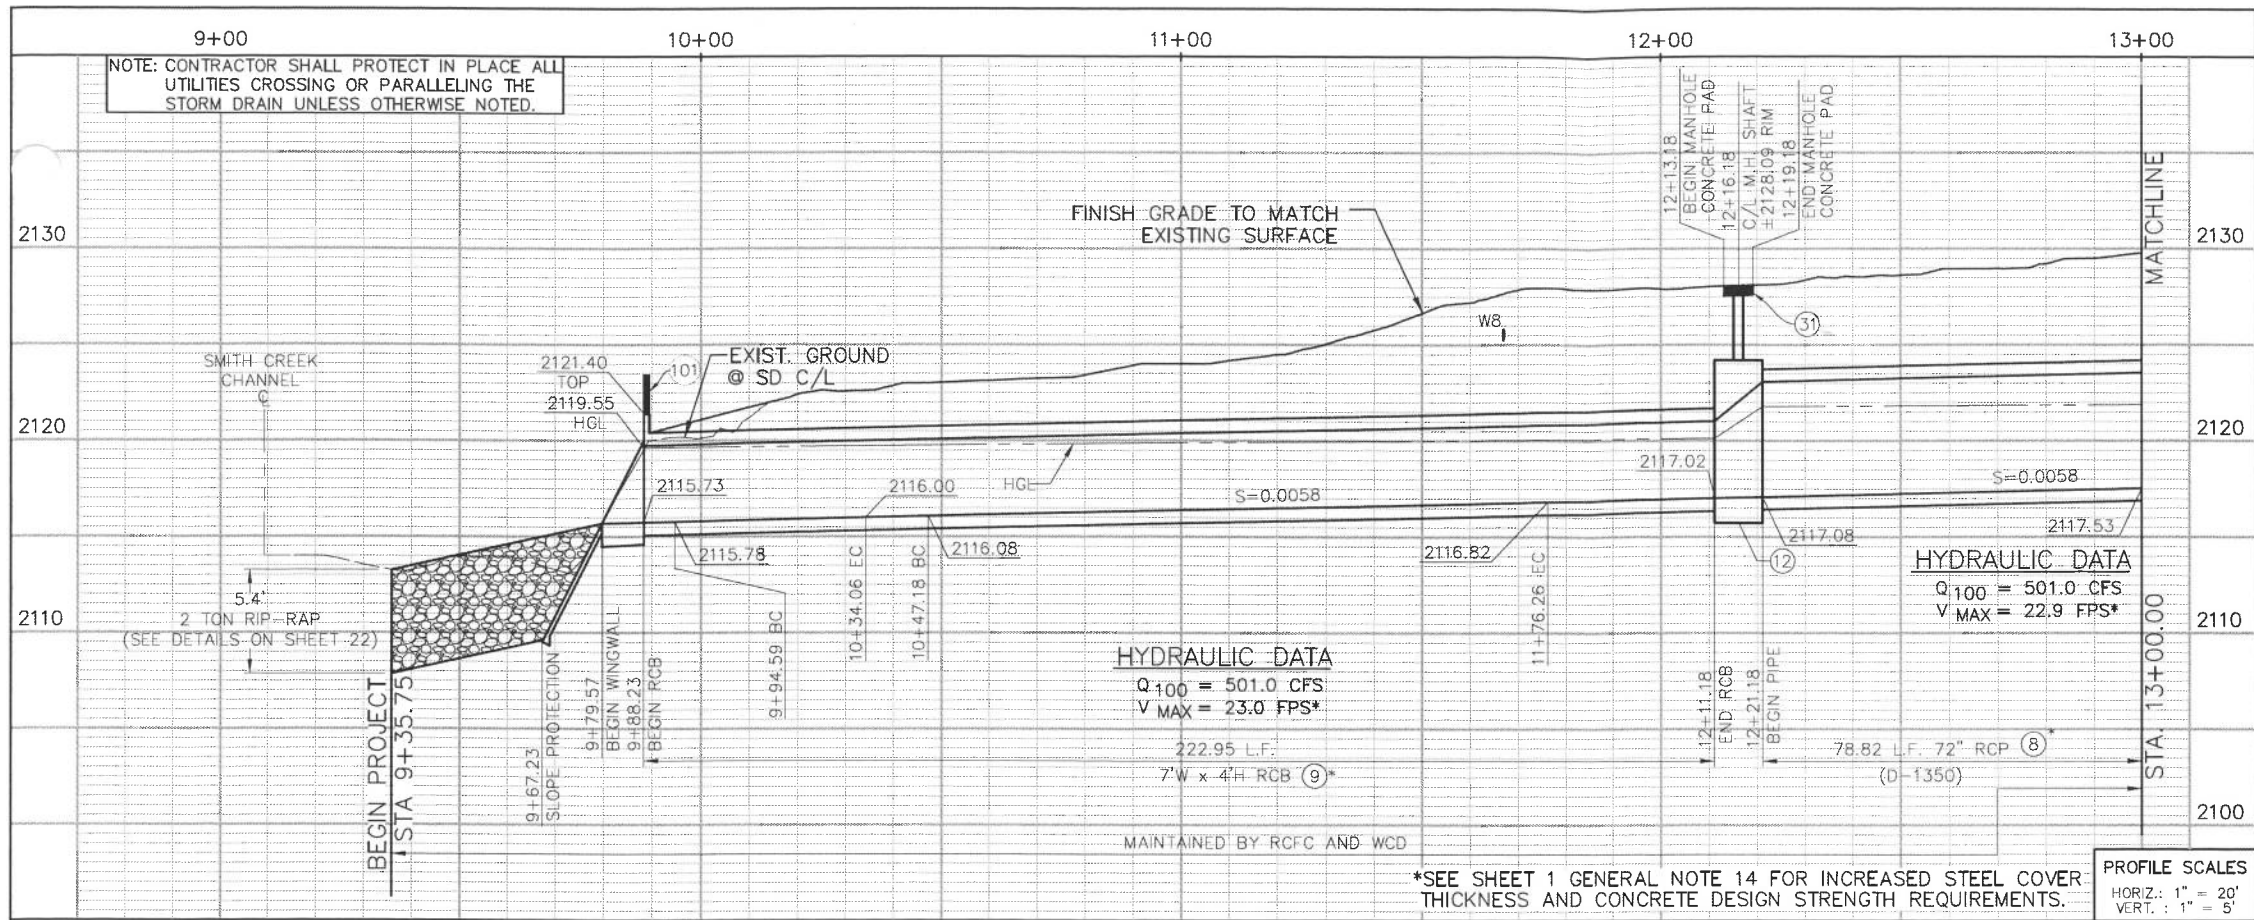 9+00
10+00
11+00
12+00
13+00
NOTE: CONTRACTOR SHALL PROTECT IN PLACE ALL
UTILITIES CROSSING OR PARALLELING THE
STORM DRAIN UNLESS OTHERWISE NOTED.
12+13.18
BEGIN MANHOLE
CONCRETE PAD
12+16.18
C/L M.H. SHAFT
±2128.09 RIM
12+19.18
END MANHOLE
CONCRETE PAD
MATCHLINE
STA. 13+00.00
FINISH GRADE TO MATCH
EXISTING SURFACE
2130
2130
W8
31
SMITH CREEK
CHANNEL
℄
2121.40
TOP
2119.55
HGL
101
EXIST. GROUND
@ SD C/L
2120
2120
2115.73
2116.00
HGL
S=0.0058
2117.02
S=0.0058
2115.78
2116.08
2116.82
2117.08
2117.53
12
5.4'
2 TON RIP-RAP
(SEE DETAILS ON SHEET 22)
2110
2110
HYDRAULIC DATA
Q100 = 501.0 CFS
V MAX = 22.9 FPS*
HYDRAULIC DATA
Q100 = 501.0 CFS
V MAX = 23.0 FPS*
BEGIN PROJECT
STA 9+35.75
9+67.23
SLOPE PROTECTION
9+79.57
BEGIN WINGWALL
9+88.23
BEGIN RCB
9+94.59 BC
10+34.06 EC
10+47.18 BC
11+76.26 EC
12+11.18
END RCB
12+21.18
BEGIN PIPE
222.95 L.F.
7'W x 4'H RCB 9*
78.82 L.F. 72" RCP 8*
(D-1350)
2100
MAINTAINED BY RCFC AND WCD
*SEE SHEET 1 GENERAL NOTE 14 FOR INCREASED STEEL COVER
THICKNESS AND CONCRETE DESIGN STRENGTH REQUIREMENTS.
PROFILE SCALES
HORIZ.: 1" = 20'
VERT. : 1" = 5'